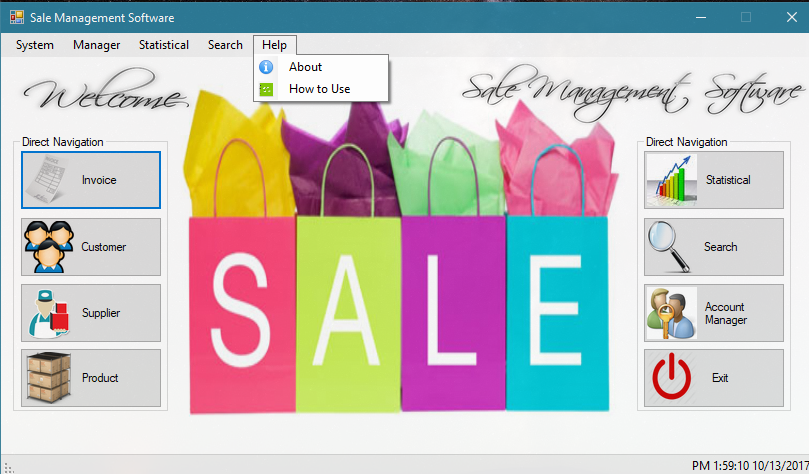 Sale Management Software
System Manager Statistical Search Help
About
How to Use
Welcome
Sale Management Software
Direct Navigation
Invoice
Customer
Supplier
Product
SALE
Direct Navigation
Statistical
Search
Account
Manager
Exit
PM 1:59:10 10/13/2017